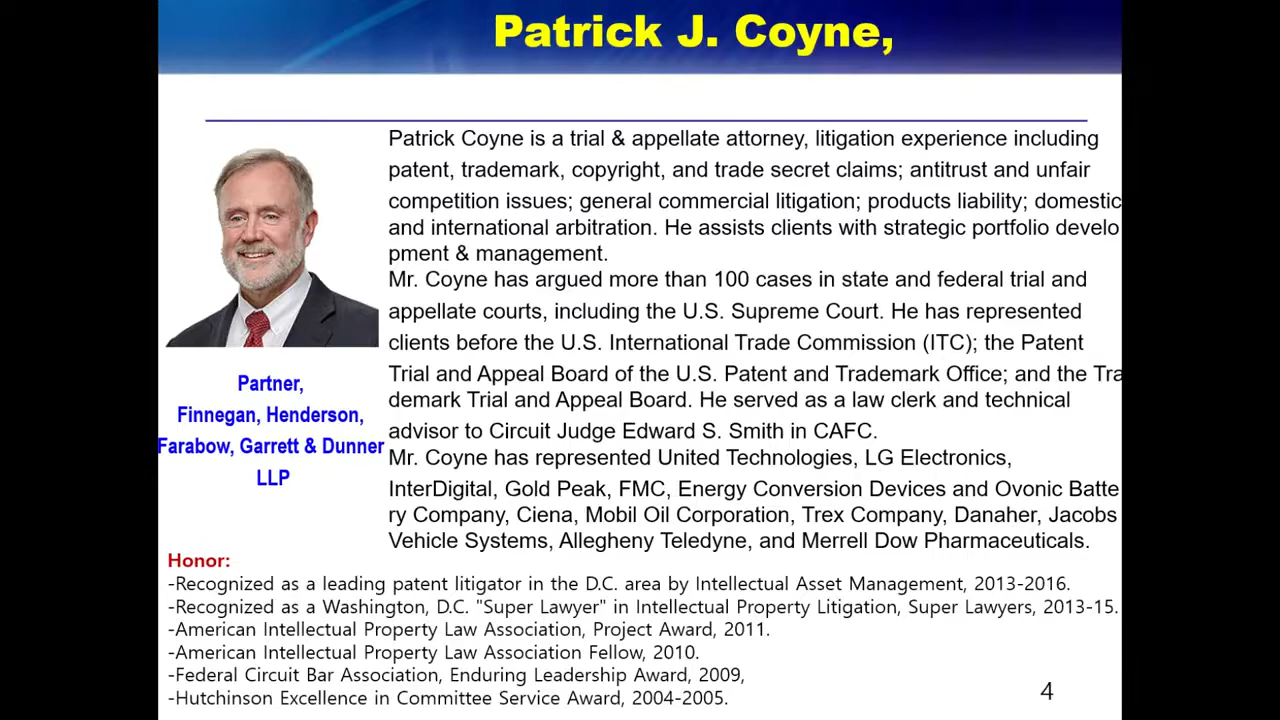 Patrick J. Coyne,
Patrick Coyne is a trial & appellate attorney, litigation experience including
patent, trademark, copyright, and trade secret claims; antitrust and unfair
competition issues; general commercial litigation; products liability; domestic
and international arbitration. He assists clients with strategic portfolio develo
pment & management.
Mr. Coyne has argued more than 100 cases in state and federal trial and
appellate courts, including the U.S. Supreme Court. He has represented
clients before the U.S. International Trade Commission (ITC); the Patent
Trial and Appeal Board of the U.S. Patent and Trademark Office; and the Tra
demark Trial and Appeal Board. He served as a law clerk and technical
advisor to Circuit Judge Edward S. Smith in CAFC.
Mr. Coyne has represented United Technologies, LG Electronics,
InterDigital, Gold Peak, FMC, Energy Conversion Devices and Ovonic Batte
ry Company, Ciena, Mobil Oil Corporation, Trex Company, Danaher, Jacobs
Vehicle Systems, Allegheny Teledyne, and Merrell Dow Pharmaceuticals.
Partner,
Finnegan, Henderson,
Farabow, Garrett & Dunner
LLP
Honor:
-Recognized as a leading patent litigator in the D.C. area by Intellectual Asset Management, 2013-2016.
-Recognized as a Washington, D.C. "Super Lawyer" in Intellectual Property Litigation, Super Lawyers, 2013-15.
-American Intellectual Property Law Association, Project Award, 2011.
-American Intellectual Property Law Association Fellow, 2010.
-Federal Circuit Bar Association, Enduring Leadership Award, 2009,
-Hutchinson Excellence in Committee Service Award, 2004-2005.
4